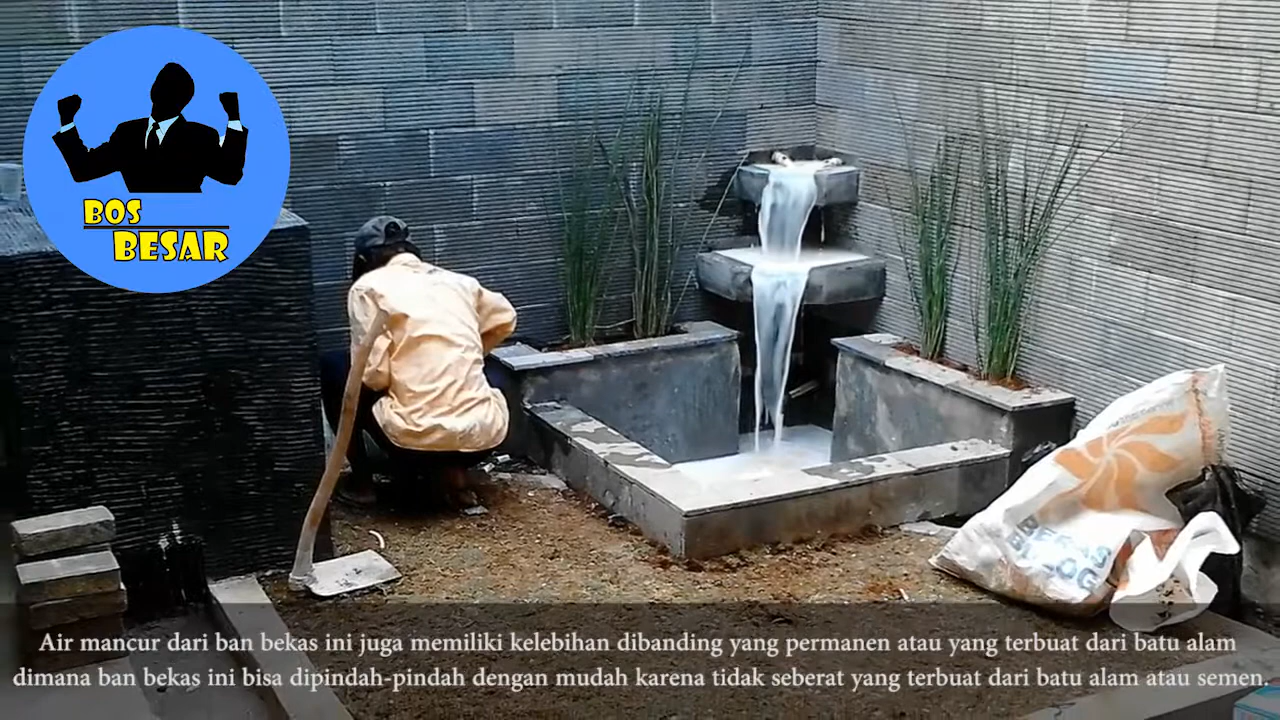 BOS
BESAR
BERAS
BULOG
Air mancur dari ban bekas ini juga memiliki kelebihan dibanding yang permanen atau yang terbuat dari batu alam
dimana ban bekas ini bisa dipindah-pindah dengan mudah karena tidak seberat yang terbuat dari batu alam atau semen.